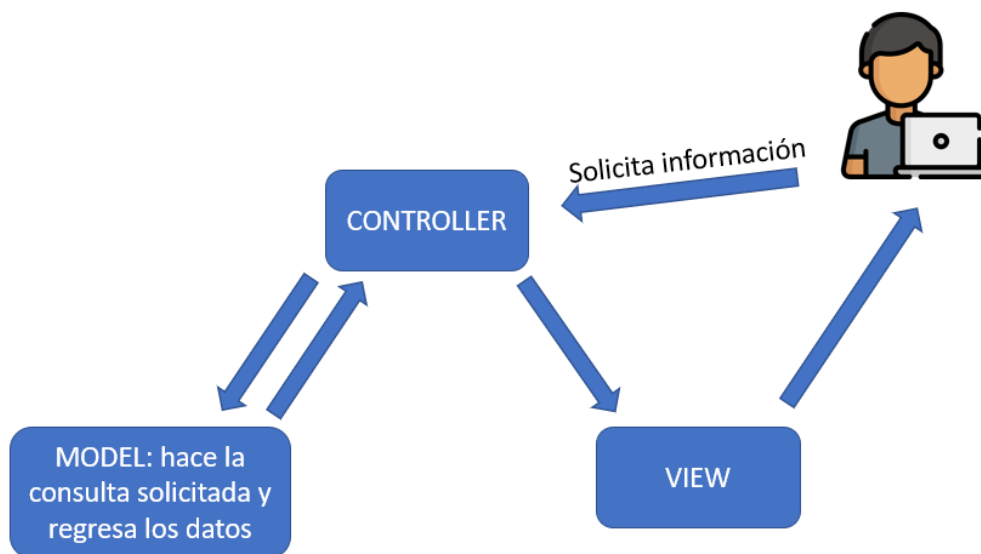 Solicita información
CONTROLLER
MODEL: hace la
consulta solicitada y
regresa los datos
VIEW